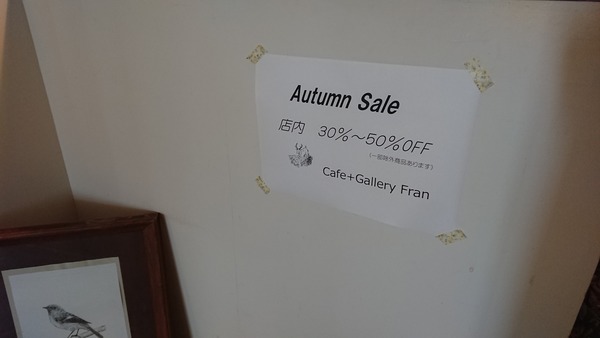 Autumn Sale
店内 30%～50%OFF
(一部除外商品あります)
Cafe+Gallery Fran